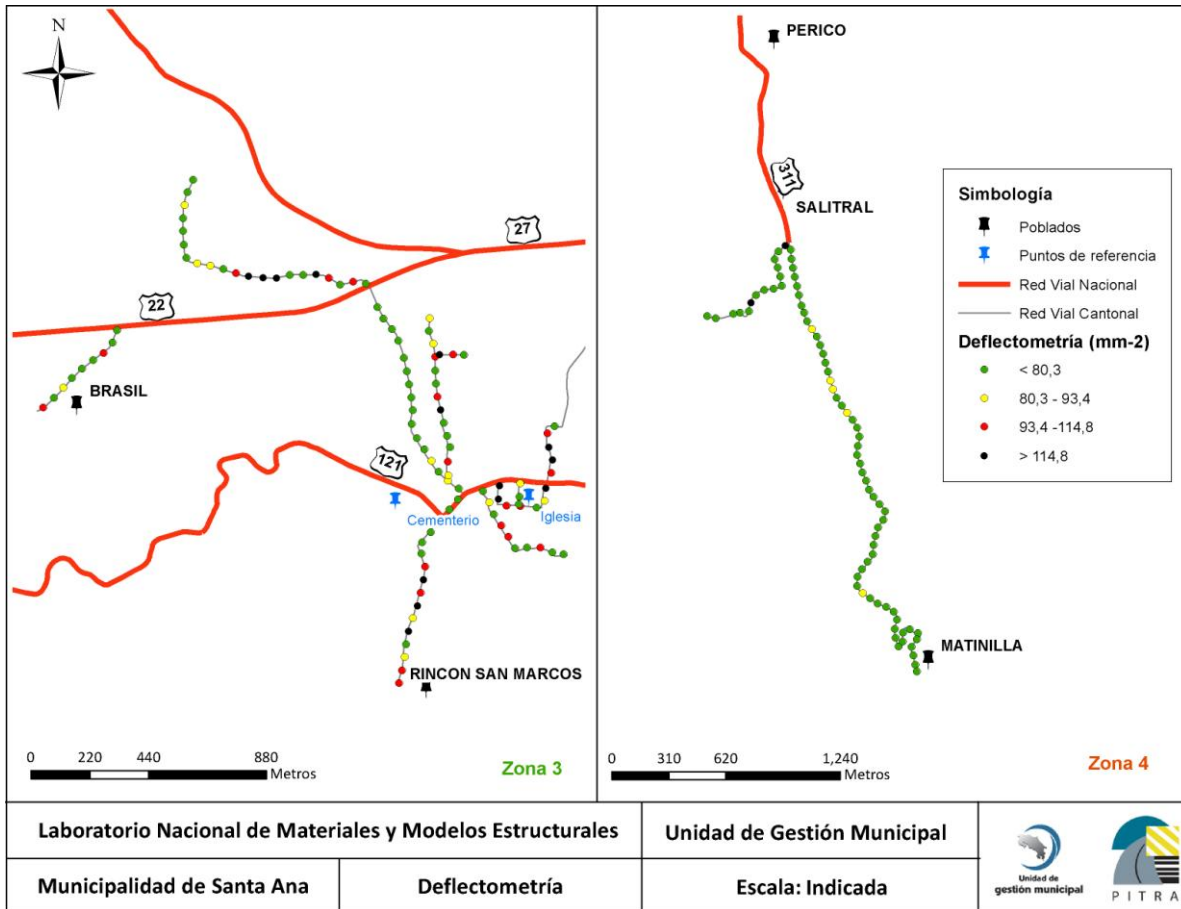 N
27
22
BRASIL
121
Cementerio
Iglesia
RINCON SAN MARCOS
0 220 440 880
Metros
Zona 3
PERICO
311
SALITRAL
MATINILLA
0 310 620 1,240
Metros
Zona 4
Simbología
Poblados
Puntos de referencia
Red Vial Nacional
Red Vial Cantonal
Deflectometría (mm-2)
< 80,3
80,3 - 93,4
93,4 -114,8
> 114,8
Laboratorio Nacional de Materiales y Modelos Estructurales
Unidad de Gestión Municipal
Municipalidad de Santa Ana
Deflectometría
Escala: Indicada
Unidad de
gestión municipal
PITRA